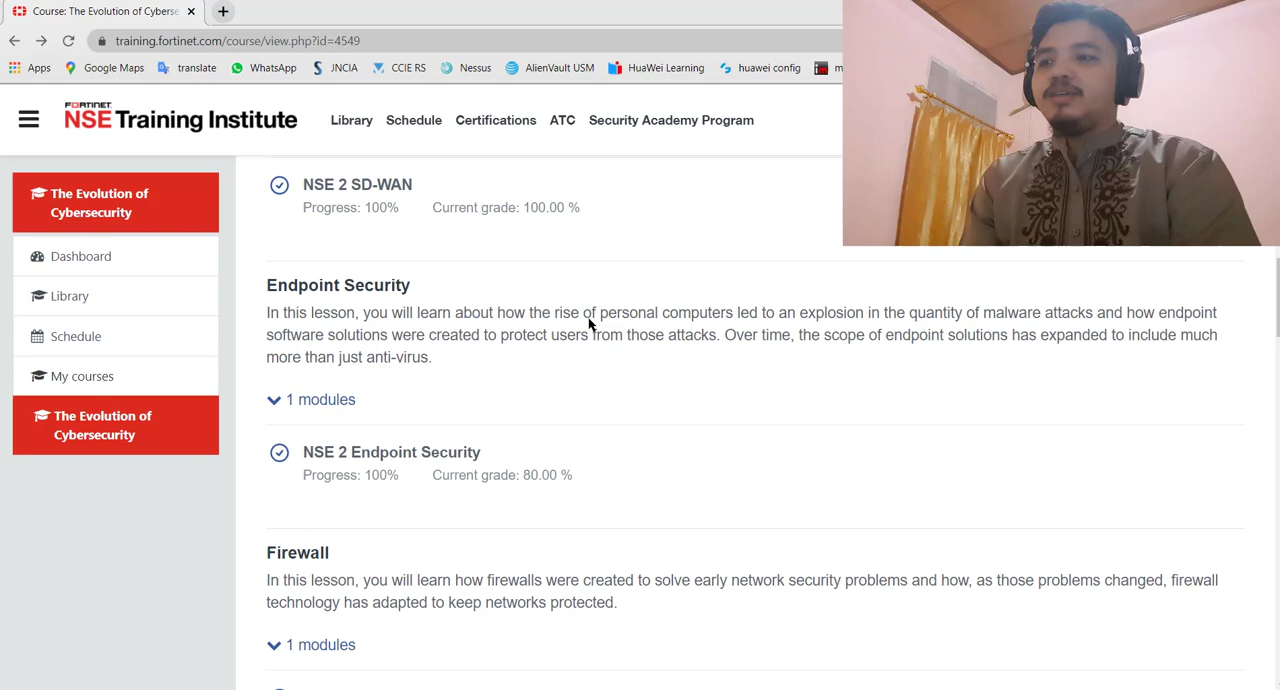 Course: The Evolution of Cyberse
training.fortinet.com/course/view.php?id=4549
Apps Google Maps translate WhatsApp JNCIA CCIE RS Nessus AlienVault USM HuaWei Learning huawei config m
FORTINET
NSE Training Institute
Library Schedule Certifications ATC Security Academy Program
The Evolution of
Cybersecurity
Dashboard
Library
Schedule
My courses
The Evolution of
Cybersecurity
NSE 2 SD-WAN
Progress: 100% Current grade: 100.00 %
Endpoint Security
In this lesson, you will learn about how the rise of personal computers led to an explosion in the quantity of malware attacks and how endpoint
software solutions were created to protect users from those attacks. Over time, the scope of endpoint solutions has expanded to include much
more than just anti-virus.
1 modules
NSE 2 Endpoint Security
Progress: 100% Current grade: 80.00 %
Firewall
In this lesson, you will learn how firewalls were created to solve early network security problems and how, as those problems changed, firewall
technology has adapted to keep networks protected.
1 modules